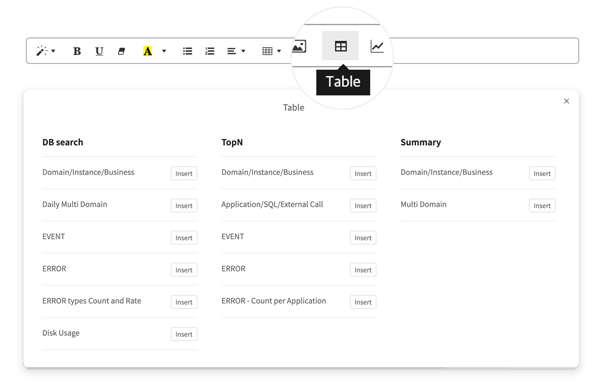 B U A
Table
Table
DB search
Domain/Instance/Business Insert
Daily Multi Domain Insert
EVENT Insert
ERROR Insert
ERROR types Count and Rate Insert
Disk Usage Insert
TopN
Domain/Instance/Business Insert
Application/SQL/External Call Insert
EVENT Insert
ERROR Insert
ERROR - Count per Application Insert
Summary
Domain/Instance/Business Insert
Multi Domain Insert